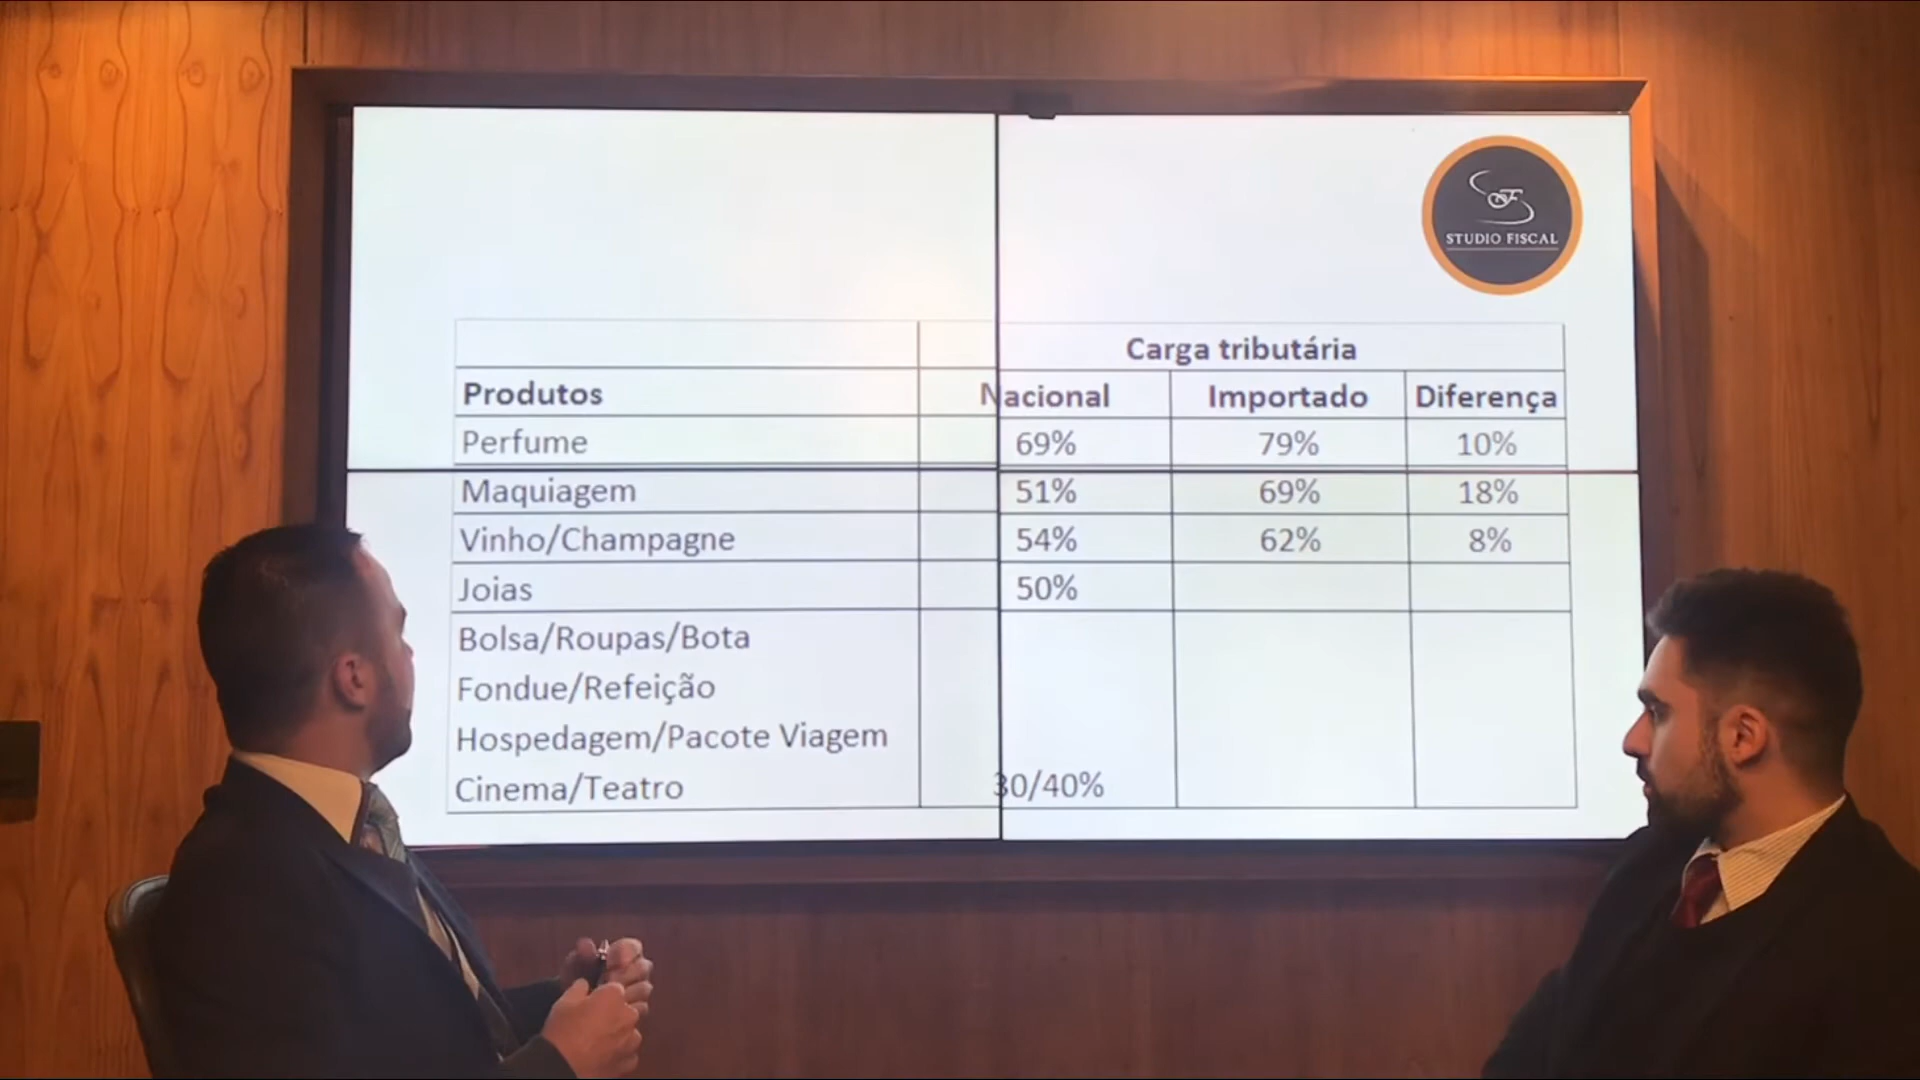 STUDIO FISCAL
Carga tributária
Produtos Nacional Importado Diferença
Perfume 69% 79% 10%
Maquiagem 51% 69% 18%
Vinho/Champagne 54% 62% 8%
Joias 50%
Bolsa/Roupas/Bota
Fondue/Refeição
Hospedagem/Pacote Viagem
Cinema/Teatro 30/40%